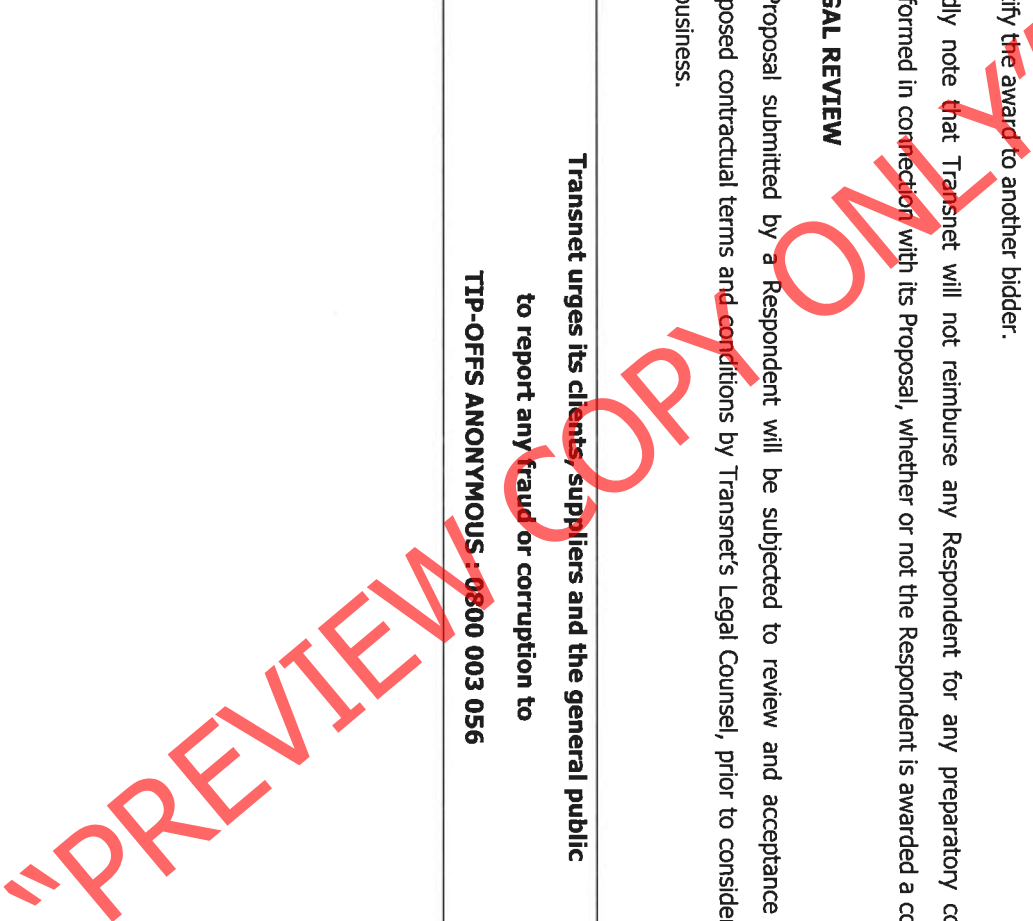 ify the award to another bidder.
dly note that Transnet will not reimburse any Respondent for any preparatory
formed in connection with its Proposal, whether or not the Respondent is awarded a
GAL REVIEW
Proposal submitted by a Respondent will be subjected to review and acceptance
posed contractual terms and conditions by Transnet's Legal Counsel, prior to consider
business.
Transnet urges its clients, suppliers and the general public
to report any fraud or corruption to
TIP-OFFS ANONYMOUS : 0800 003 056
"PREVIEW COPY ONLY"